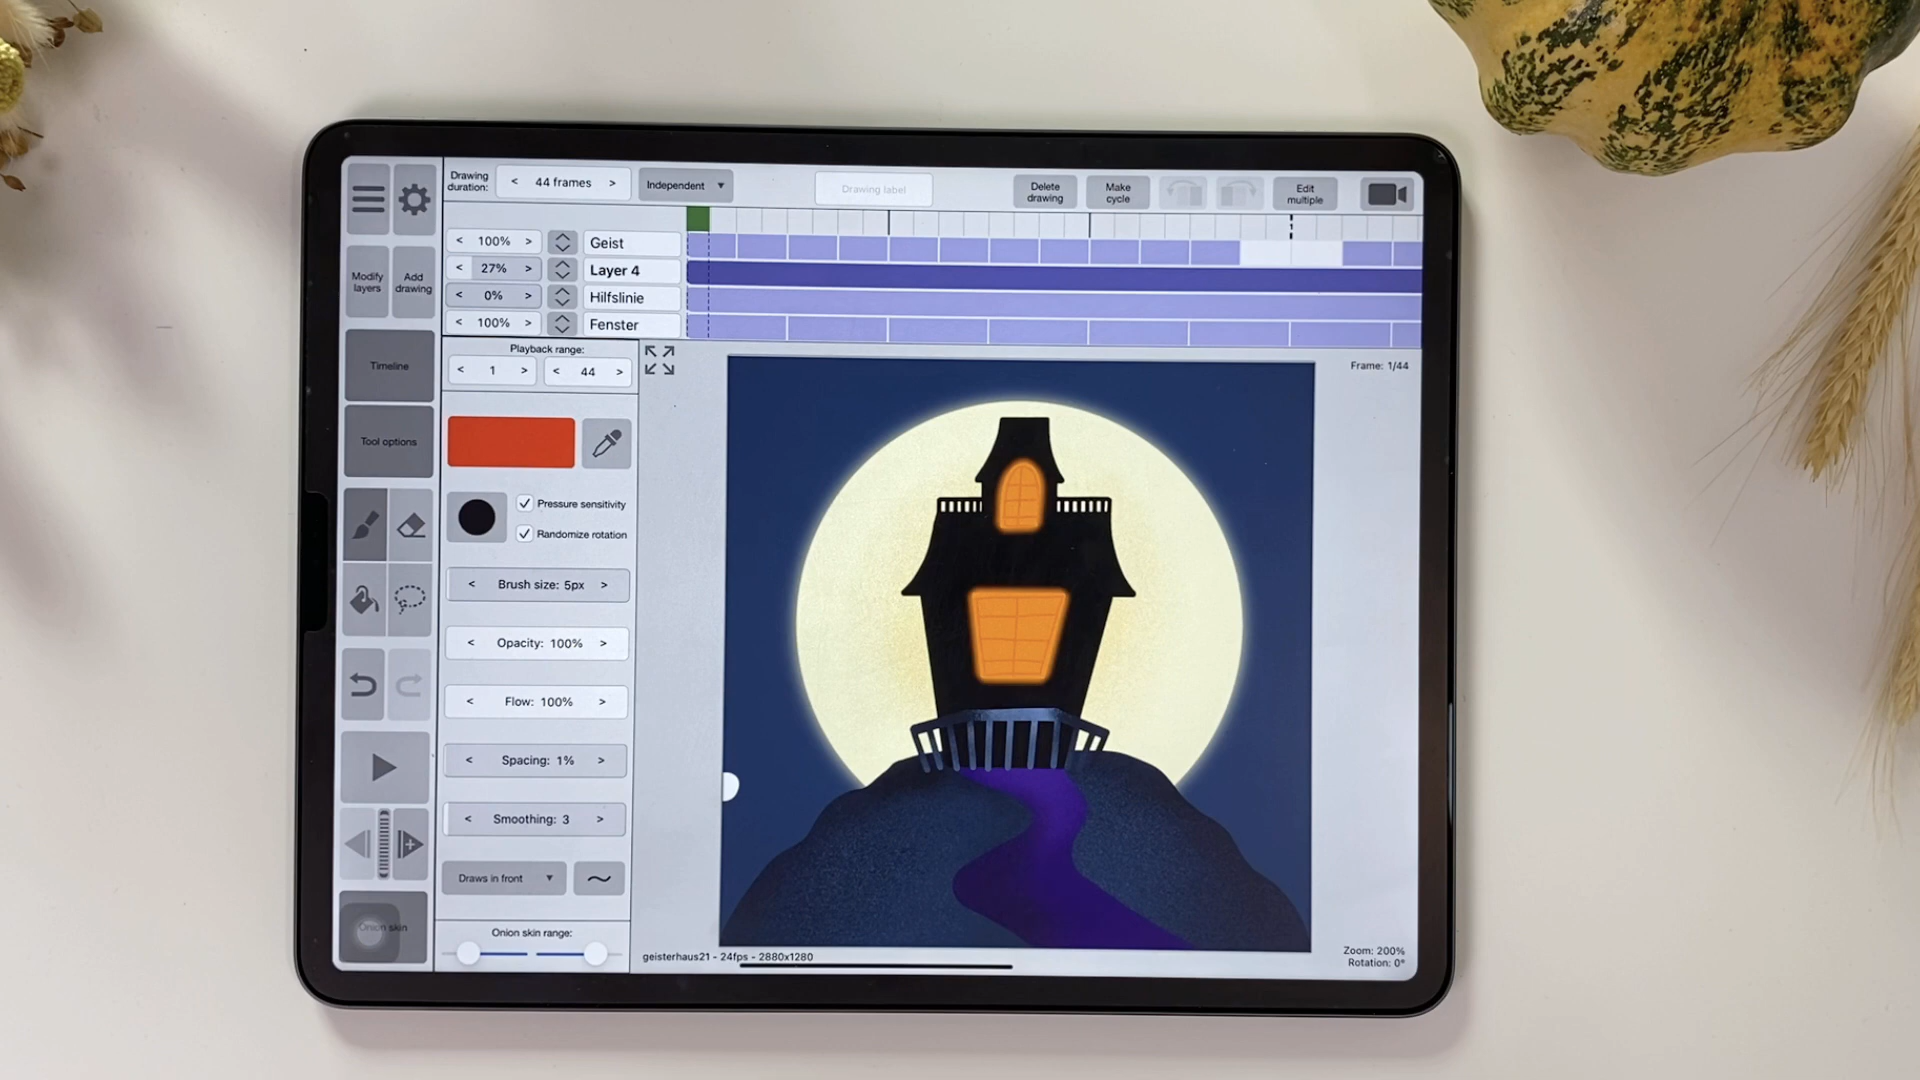 Drawing
duration:
< 44 frames >
Independent
Drawing label
Delete
drawing
Make
cycle
Edit
multiple
1
< 100% >
Geist
< 27% >
Layer 4
< 0% >
Hilfslinie
< 100% >
Fenster
Modify
layers
Add
drawing
Timeline
Tool options
Playback range:
< 1 >
< 44 >
Frame: 1/44
Pressure sensitivity
Randomize rotation
< Brush size: 5px >
< Opacity: 100% >
< Flow: 100% >
< Spacing: 1% >
< Smoothing: 3 >
Draws in front
Onion skin
Onion skin range:
geisterhaus21 - 24fps - 2880x1280
Zoom: 200%
Rotation: 0°